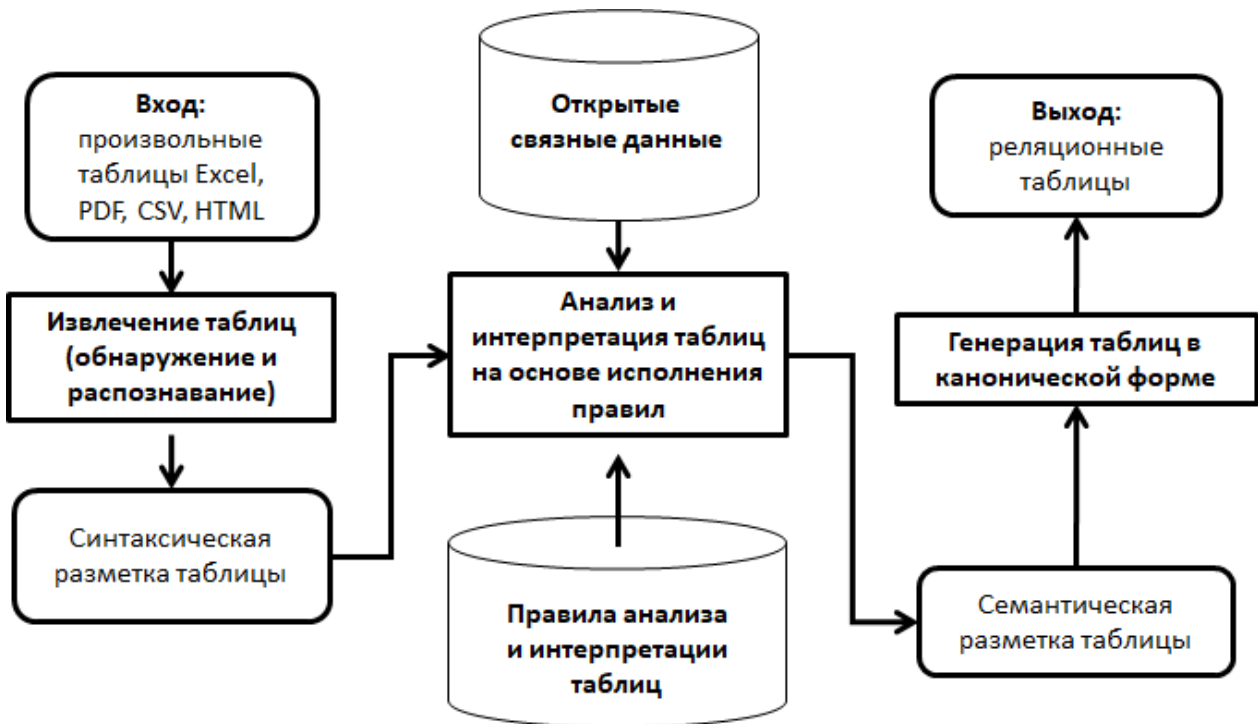 Вход:
произвольные
таблицы Excel,
PDF, CSV, HTML
Извлечение таблиц
(обнаружение и
распознавание)
Синтаксическая
разметка таблицы
Открытые
связные данные
Анализ и
интерпретация таблиц
на основе исполнения
правил
Правила анализа
и интерпретации
таблиц
Выход:
реляционные
таблицы
Генерация таблиц в
канонической форме
Семантическая
разметка таблицы